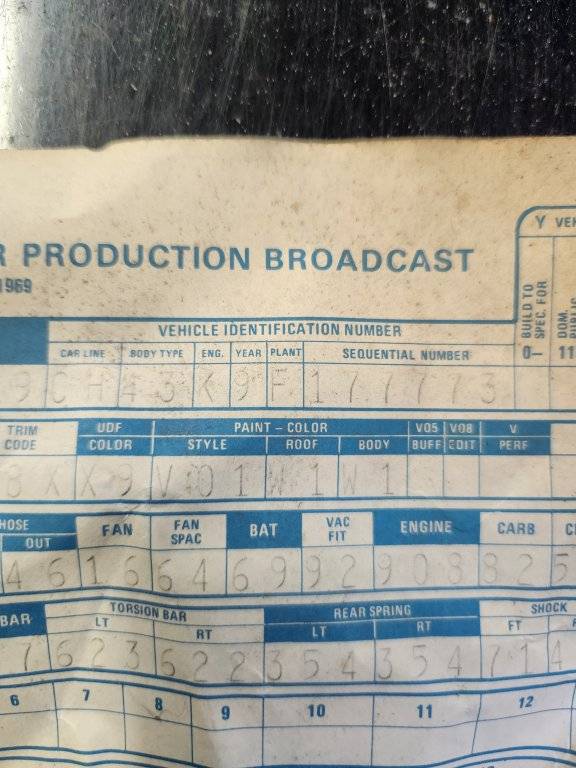 R PRODUCTION BROADCAST
1969
Y VEH
BUILD TO SPEC. FOR
DOM.
VEHICLE IDENTIFICATION NUMBER
CAR LINE BODY TYPE ENG. YEAR PLANT SEQUENTIAL NUMBER 0– 11
9 C H 4 3 K 9 F 1 7 7 7 7 3
TRIM CODE UDF COLOR PAINT – COLOR V05 V08 V
STYLE ROOF BODY BUFF EDIT PERF
8 X X 9 V 0 1 W 1 W 1
HOSE OUT FAN FAN SPAC BAT VAC FIT ENGINE CARB
4 6 1 6 6 4 6 9 9 2 9 0 8 8 2 5
BAR TORSION BAR REAR SPRING SHOCK
LT RT LT RT FT
7 6 2 3 6 2 2 3 5 4 3 5 4 7 1 4
6 7 8 9 10 11 12